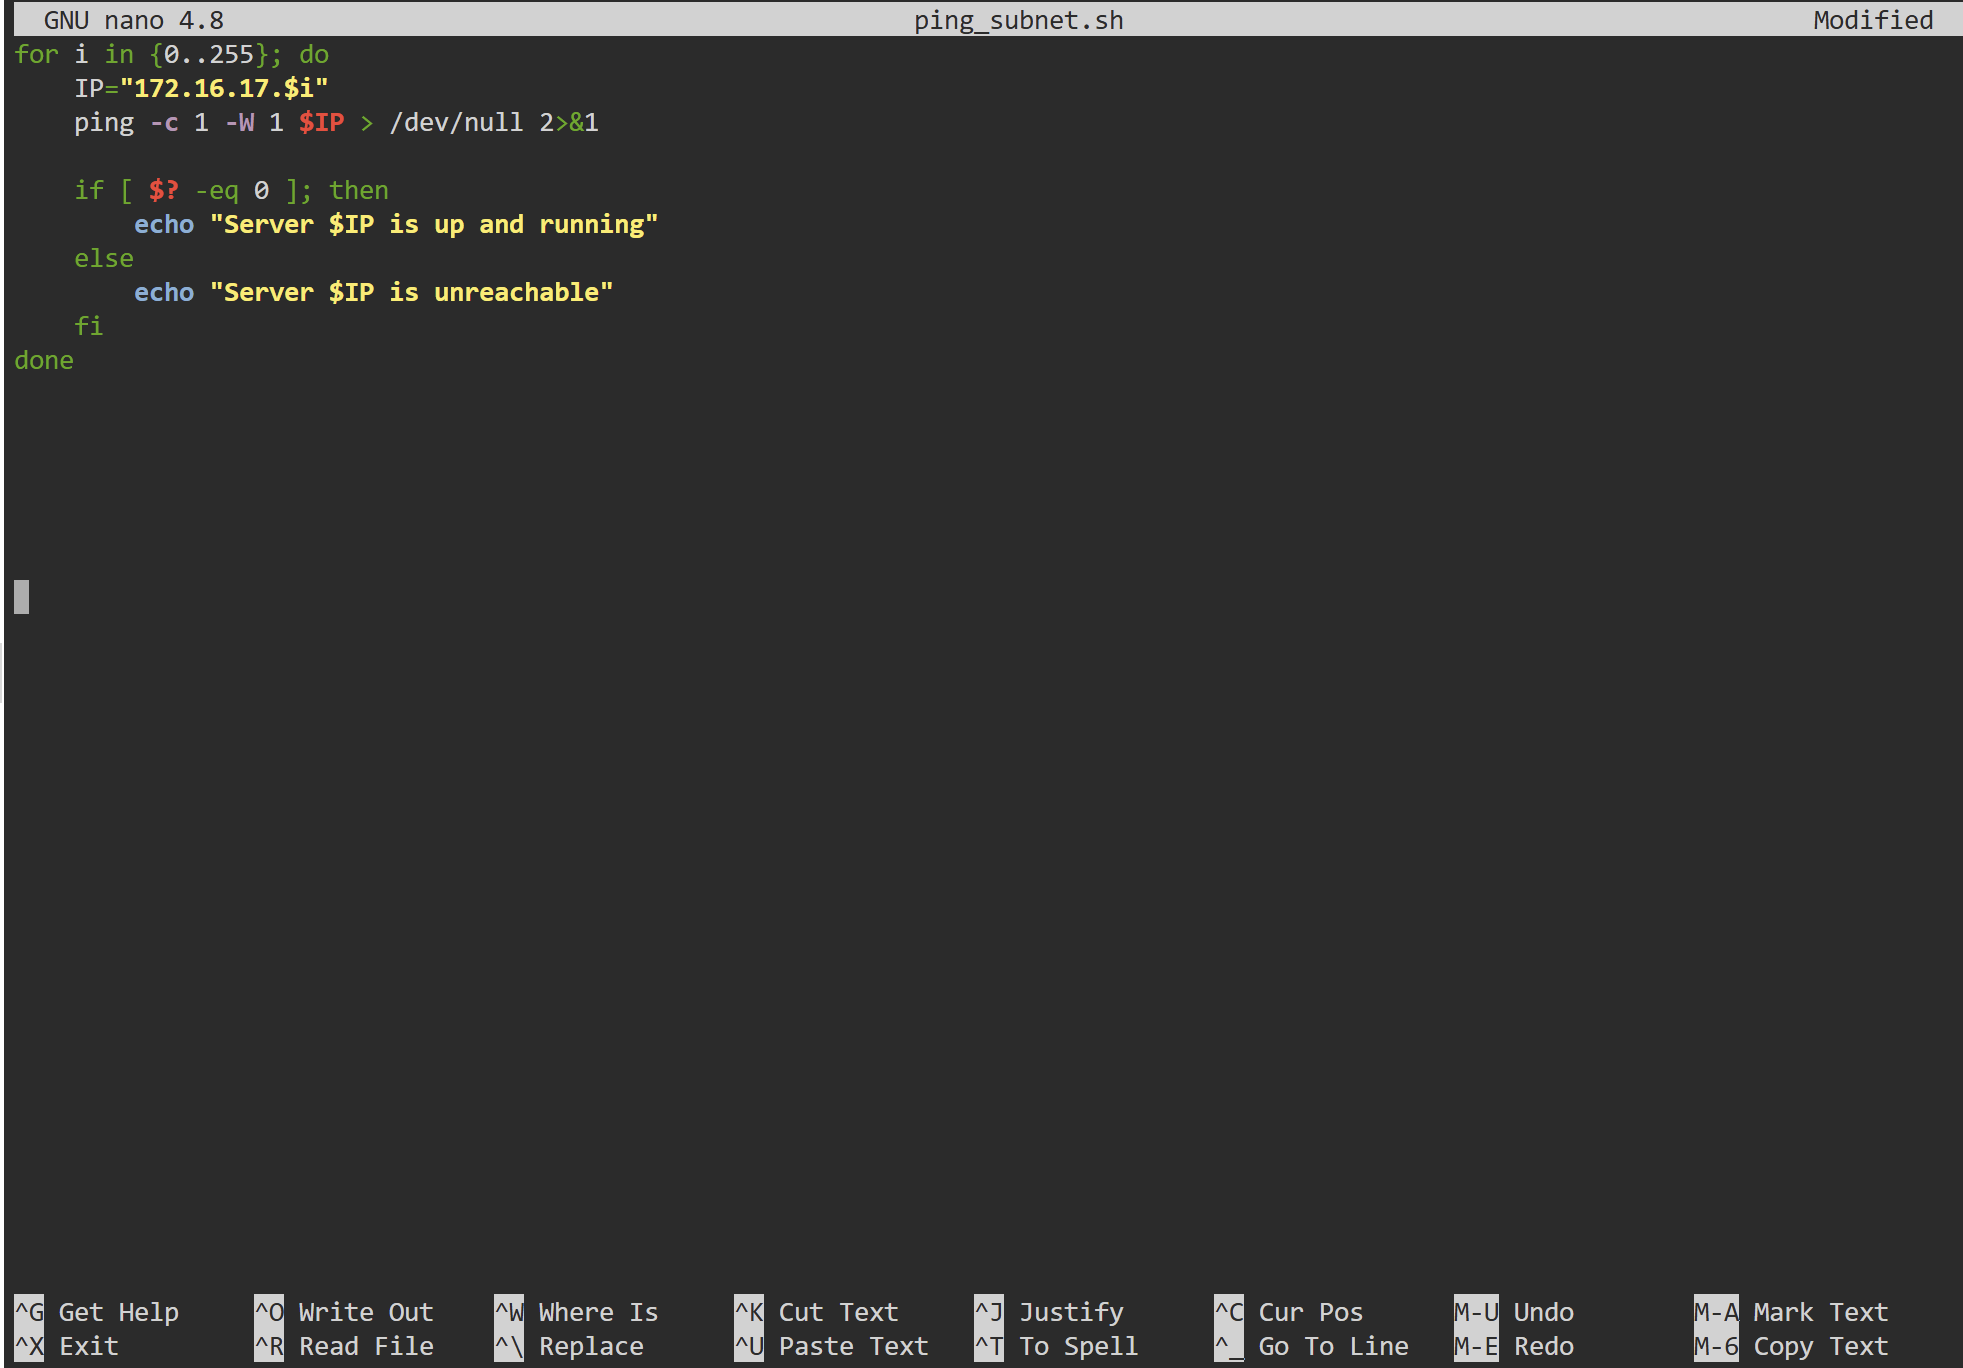 GNU nano 4.8 ping_subnet.sh Modified
for i in {0..255}; do
    IP="172.16.17.$i"
    ping -c 1 -W 1 $IP > /dev/null 2>&1

    if [ $? -eq 0 ]; then
        echo "Server $IP is up and running"
    else
        echo "Server $IP is unreachable"
    fi
done
^G Get Help ^O Write Out ^W Where Is ^K Cut Text ^J Justify ^C Cur Pos M-U Undo M-A Mark Text
^X Exit ^R Read File ^\ Replace ^U Paste Text ^T To Spell ^_ Go To Line M-E Redo M-6 Copy Text